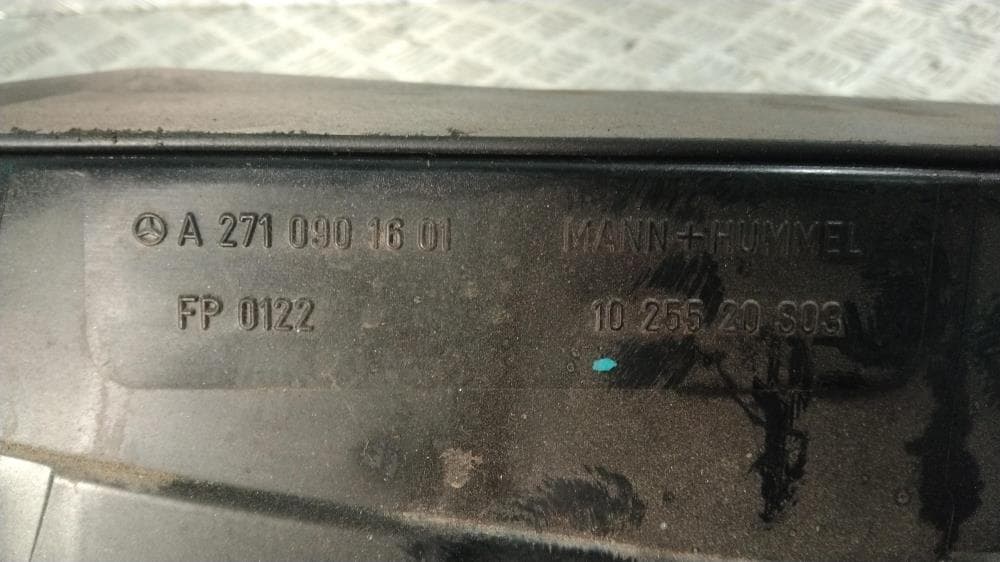 A 271 090 16 01 MANN+HUMMEL
FP 0122 10 255 20 S03